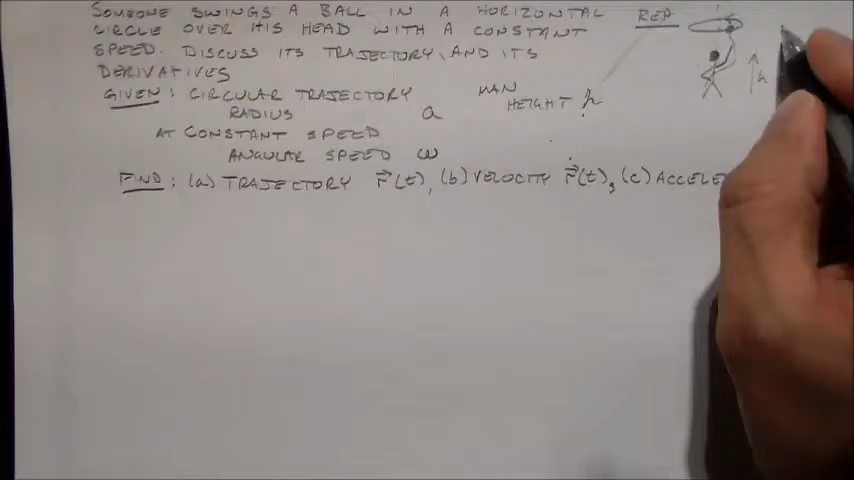 SOMEONE SWINGS A BALL IN A HORIZONTAL REP
CIRCLE OVER HIS HEAD WITH A CONSTANT
SPEED. DISCUSS ITS TRAJECTORY, AND ITS h
DERIVATIVES
GIVEN: CIRCULAR TRAJECTORY MAN
RADIUS a HEIGHT h
AT CONSTANT SPEED
ANGULAR SPEED ω
FIND: (a) TRAJECTORY r⃗(t), (b) VELOCITY ṙ⃗(t), (c)